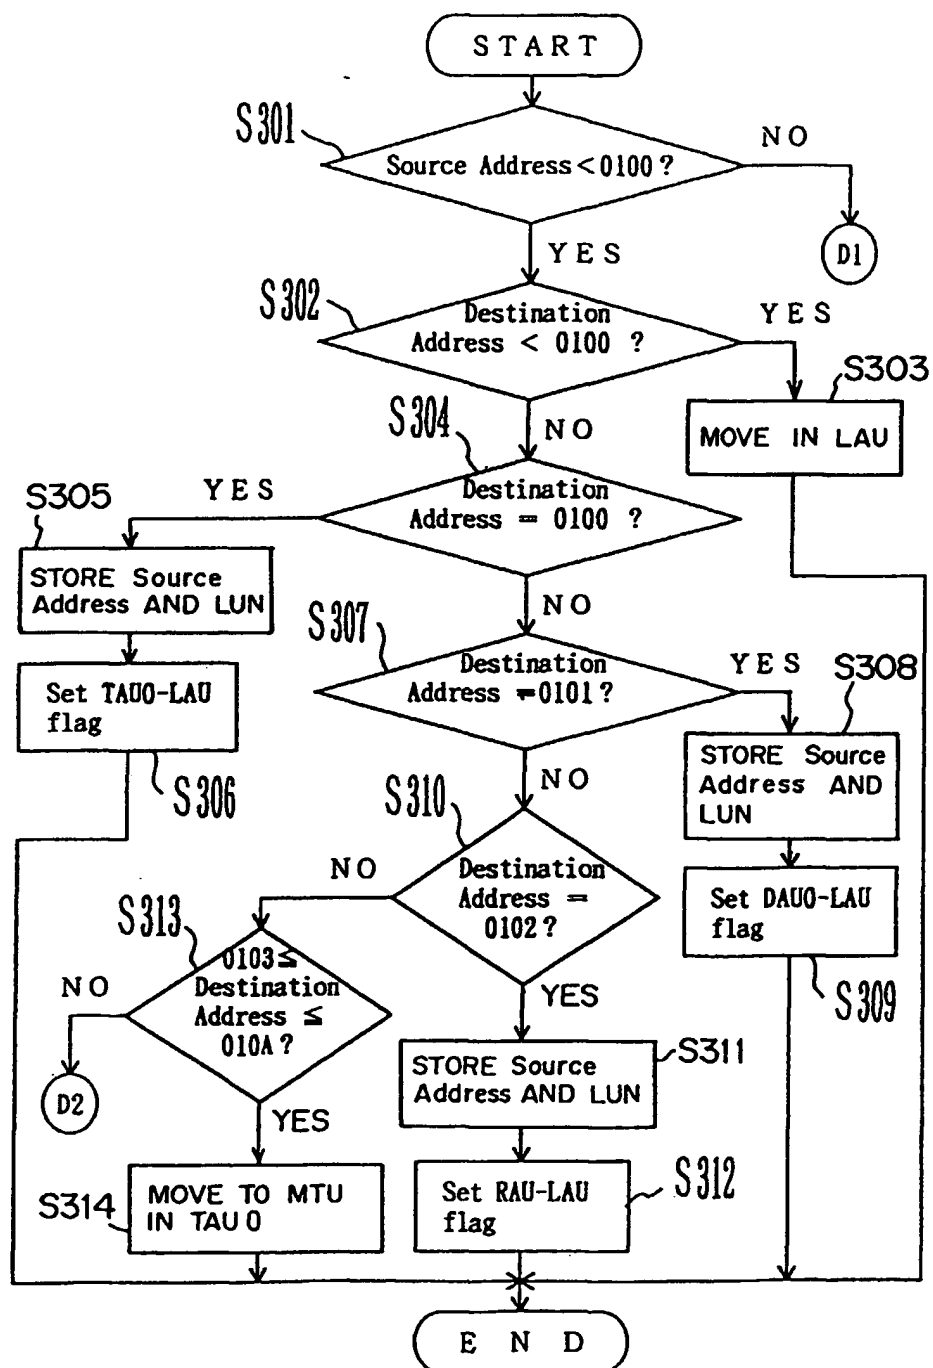 START
S301
Source Address < 0100 ?
NO
D1
YES
S302
Destination
Address < 0100 ?
YES
S303
MOVE IN LAU
NO
S304
Destination
Address = 0100 ?
YES
S305
STORE Source
Address AND LUN
Set TAU0-LAU
flag
S306
NO
S307
Destination
Address =0101 ?
YES
S308
STORE Source
Address AND
LUN
Set DAU0-LAU
flag
S309
NO
S310
Destination
Address =
0102 ?
NO
S313
0103 ≦
Destination
Address ≦
010A ?
NO
D2
YES
S314
MOVE TO MTU
IN TAU 0
YES
S311
STORE Source
Address AND LUN
Set RAU-LAU
flag
S312
END